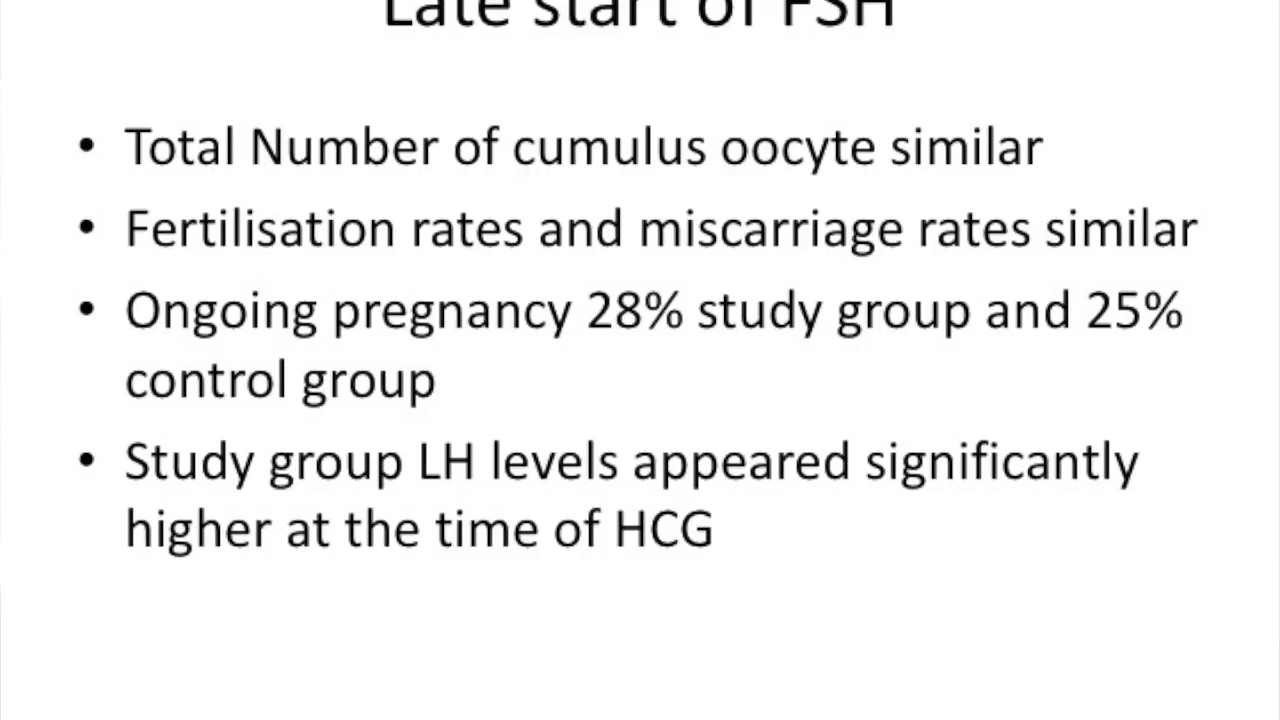 Late start of FSH
• Total Number of cumulus oocyte similar
• Fertilisation rates and miscarriage rates similar
• Ongoing pregnancy 28% study group and 25%
control group
• Study group LH levels appeared significantly
higher at the time of HCG